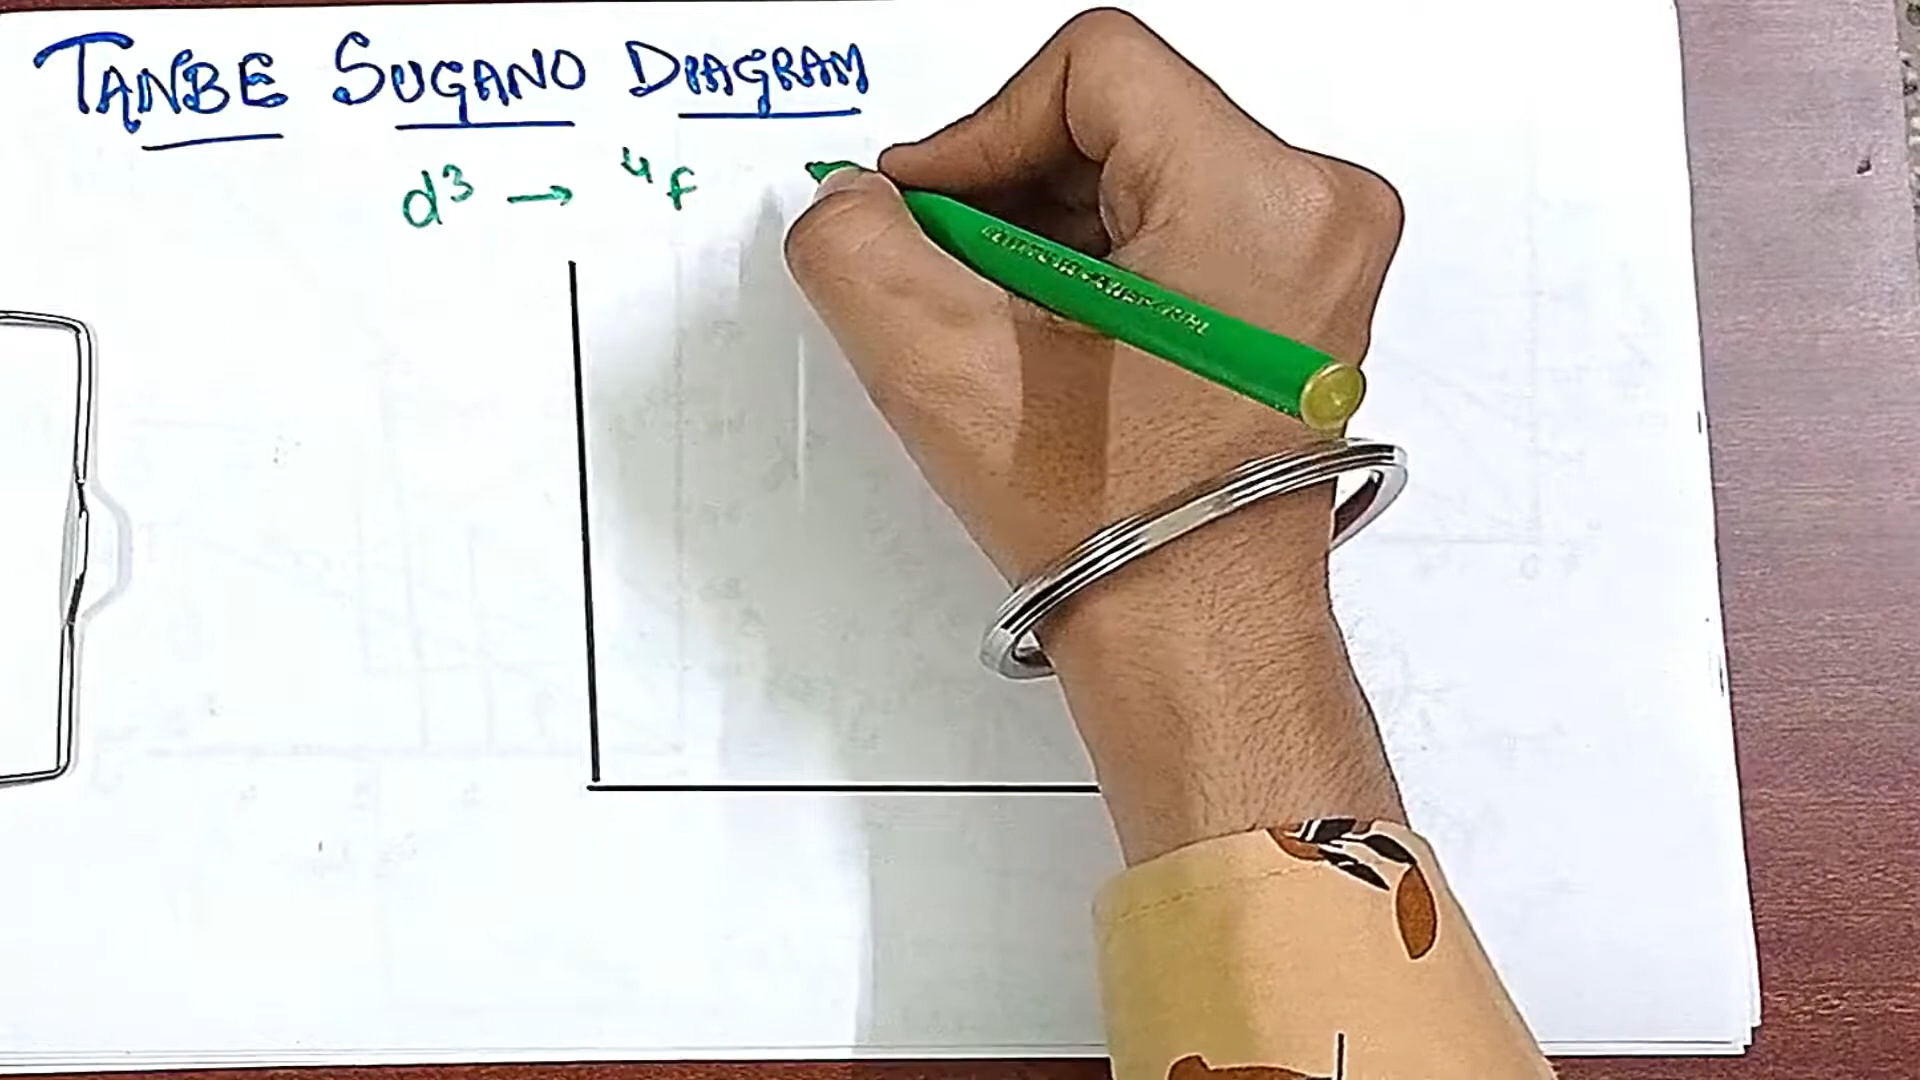 TANBE SUGANO DIAGRAM
d³ → ⁴F